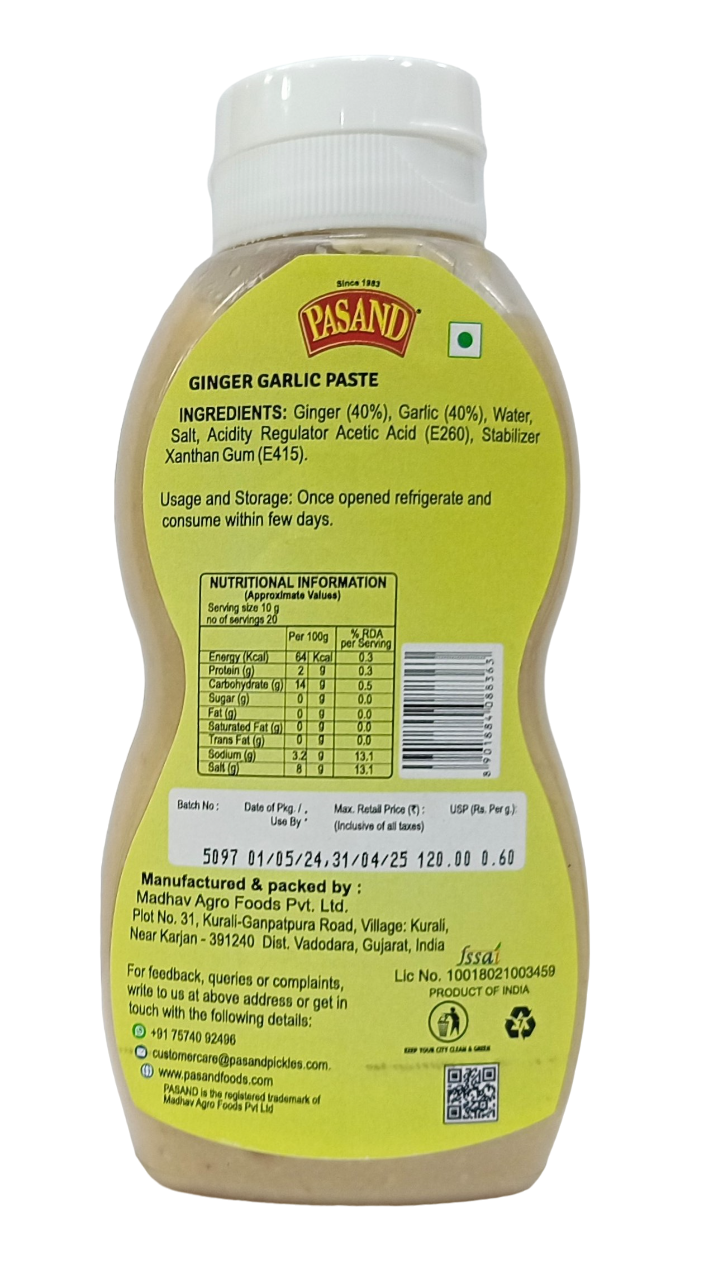 Since 1983
PASAND
GINGER GARLIC PASTE
INGREDIENTS: Ginger (40%), Garlic (40%), Water,
Salt, Acidity Regulator Acetic Acid (E260), Stabilizer
Xanthan Gum (E415).
Usage and Storage: Once opened refrigerate and
consume within few days.
NUTRITIONAL INFORMATION
(Approximate Values)
Serving size 10 g
no of servings 20
Per 100g % RDA per Serving
Energy (Kcal) 64 Kcal 0.3
Protein (g) 2 g 0.3
Carbohydrate (g) 14 g 0.5
Sugar (g) 0 g 0.0
Fat (g) 0 g 0.0
Saturated Fat (g) 0 g 0.0
Trans Fat (g) 0 g 0.0
Sodium (g) 3.2 g 13.1
Salt (g) 8 g 13.1
8901884088363
Batch No : Date of Pkg. / . Max. Retail Price (₹) : USP (Rs. Per g.):
Use By * (Inclusive of all taxes)
5097 01/05/24,31/04/25 120.00 0.60
Manufactured & packed by :
Madhav Agro Foods Pvt. Ltd.
Plot No. 31, Kurali-Ganpatpura Road, Village: Kurali,
Near Karjan - 391240 Dist. Vadodara, Gujarat, India
fssai
Lic No. 10018021003459
PRODUCT OF INDIA
For feedback, queries or complaints,
write to us at above address or get in
touch with the following details:
+91 75740 92496
customercare@pasandpickles.com.
www.pasandfoods.com
PASAND is the registered trademark of
Madhav Agro Foods Pvt Ltd
7
KEEP YOUR CITY CLEAN & GREEN